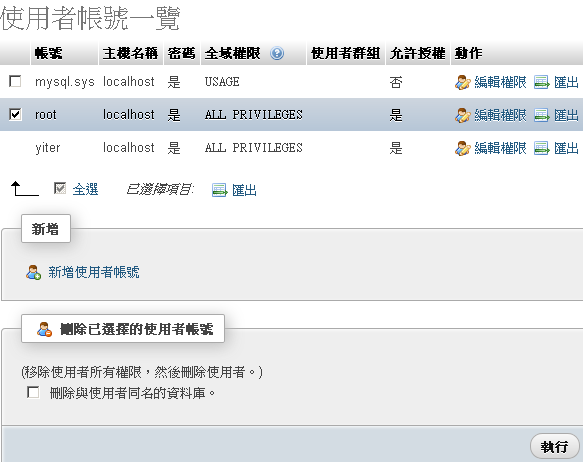 使用者帳號一覽
帳號 主機名稱 密碼 全域權限 使用者群組 允許授權 動作
mysql.sys localhost 是 USAGE 否 編輯權限 匯出
root localhost 是 ALL PRIVILEGES 是 編輯權限 匯出
yiter localhost 是 ALL PRIVILEGES 是 編輯權限 匯出
全選 已選擇項目: 匯出
新增
新增使用者帳號
刪除已選擇的使用者帳號
(移除使用者所有權限，然後刪除使用者。)
刪除與使用者同名的資料庫。
執行